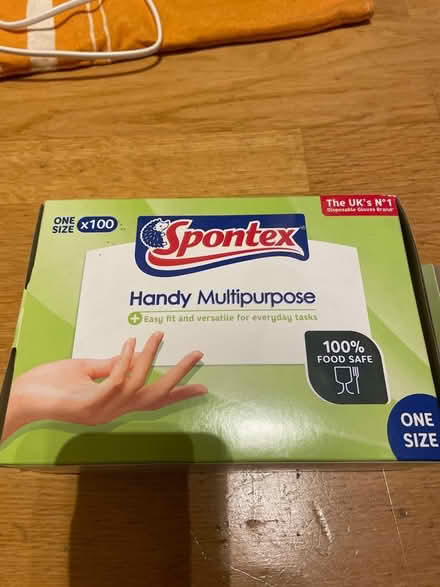 The UK's Nº1
Disposable Gloves Brand
ONE
SIZE
x100
Spontex
Handy Multipurpose
+ Easy fit and versatile for everyday tasks
100%
FOOD SAFE
ONE
SIZE